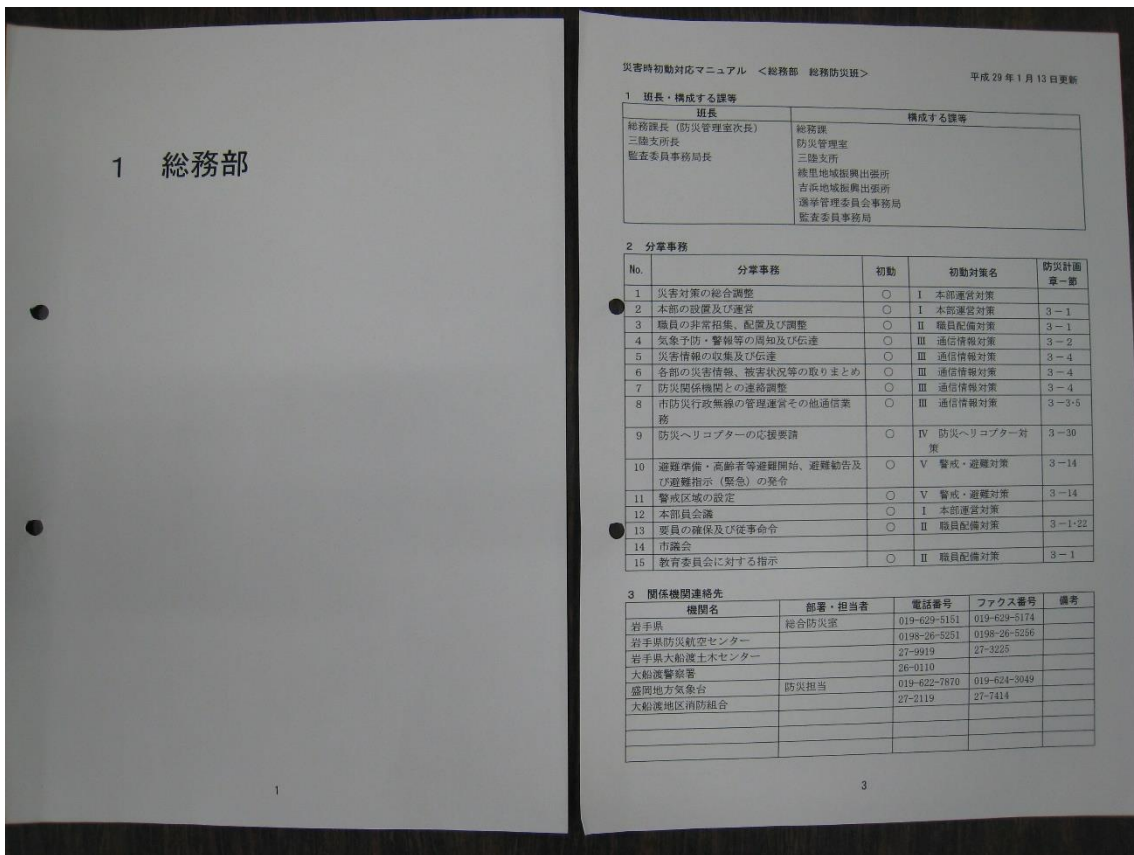 1 総務部
1
災害時初動対応マニュアル <総務部 総務防災班>
平成29年1月13日更新
1 班長・構成する課等
班長 構成する課等
総務課長(防災管理室次長) 総務課
三陸支所長 防災管理室
監査委員事務局長 三陸支所
綾里地域振興出張所
吉浜地域振興出張所
選挙管理委員会事務局
監査委員事務局
2 分掌事務
No. 分掌事務 初動 初動対策名 防災計画
章-節
1 災害対策の総合調整 ○ Ⅰ 本部運営対策
2 本部の設置及び運営 ○ Ⅰ 本部運営対策 3-1
3 職員の非常招集、配置及び調整 ○ Ⅱ 職員配備対策 3-1
4 気象予防・警報等の周知及び伝達 ○ Ⅲ 通信情報対策 3-2
5 災害情報の収集及び伝達 ○ Ⅲ 通信情報対策 3-4
6 各部の災害情報、被害状況等の取りまとめ ○ Ⅲ 通信情報対策 3-4
7 防災関係機関との連絡調整 ○ Ⅲ 通信情報対策 3-4
8 市防災行政無線の管理運営その他通信業 ○ Ⅲ 通信情報対策 3-3・5
務
9 防災ヘリコプターの応援要請 ○ Ⅳ 防災ヘリコプター対 3-30
策
10 避難準備・高齢者等避難開始、避難勧告及 ○ Ⅴ 警戒・避難対策 3-14
び避難指示(緊急)の発令
11 警戒区域の設定 ○ Ⅴ 警戒・避難対策 3-14
12 本部員会議 ○ Ⅰ 本部運営対策
13 要員の確保及び従事命令 ○ Ⅱ 職員配備対策 3-1・22
14 市議会
15 教育委員会に対する指示 ○ Ⅱ 職員配備対策 3-1
3 関係機関連絡先
機関名 部署・担当者 電話番号 ファクス番号 備考
岩手県 総合防災室 019-629-5151 019-629-5174
岩手県防災航空センター 0198-26-5251 0198-26-5256
岩手県大船渡土木センター 27-9919 27-3225
大船渡警察署 26-0110
盛岡地方気象台 防災担当 019-622-7870 019-624-3049
大船渡地区消防組合 27-2119 27-7414
3